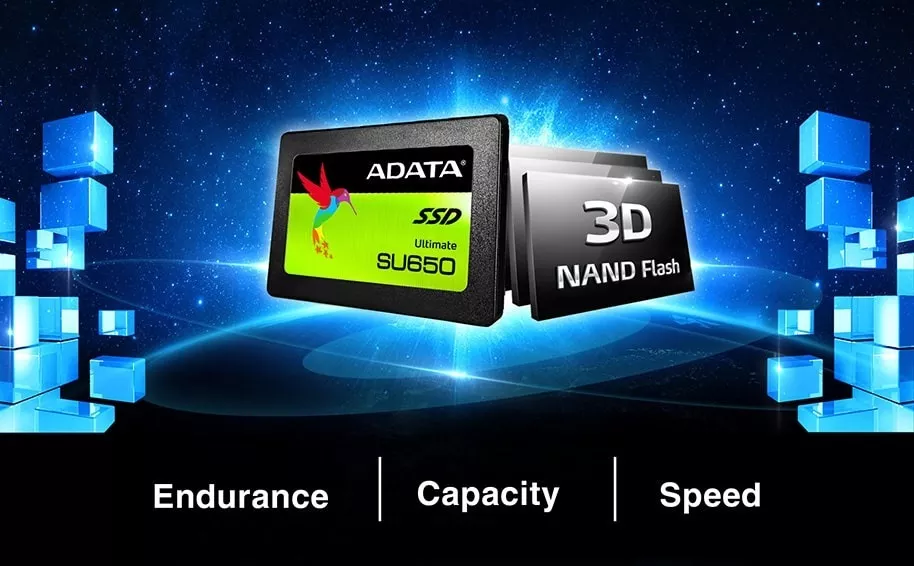 ADATA®
SSD
Ultimate
SU650
3D
NAND Flash
Endurance
Capacity
Speed